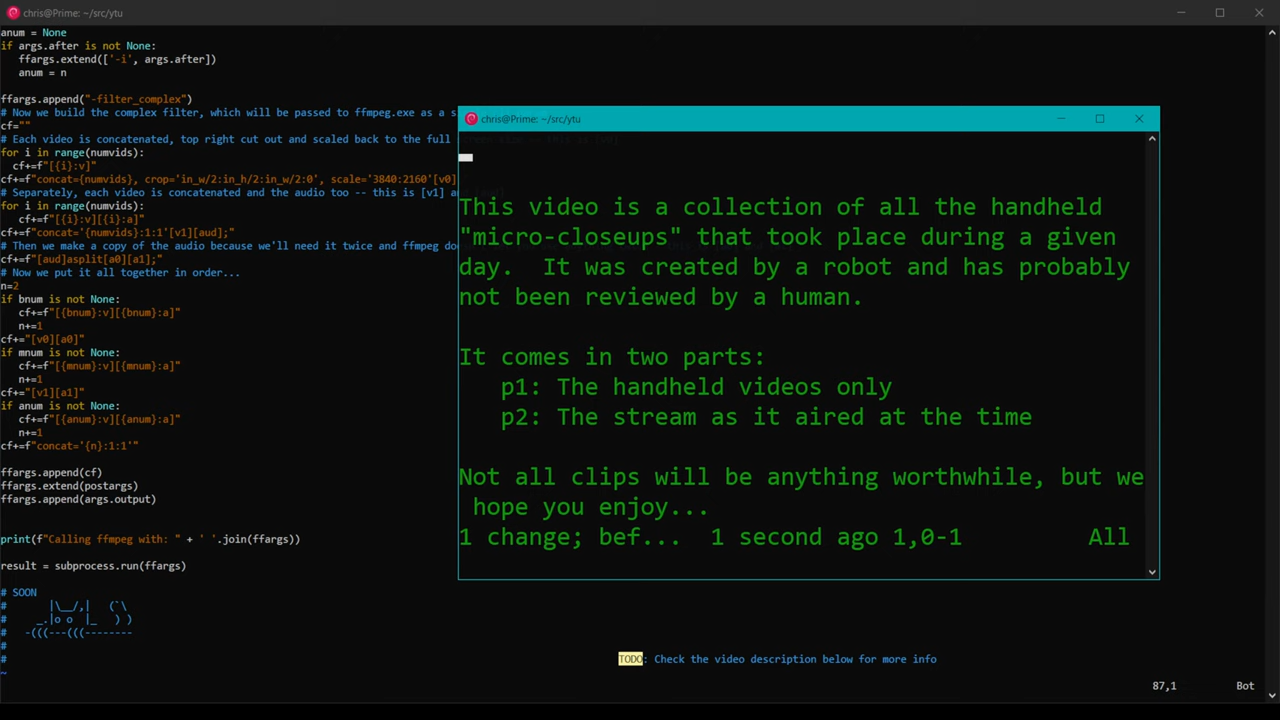 chris@Prime: ~/src/ytu
anum = None
if args.after is not None:
   ffargs.extend(['-i', args.after])
   anum = n

ffargs.append("-filter_complex")
# Now we build the complex filter, which will be passed to ffmpeg.exe as a s
cf=""
# Each video is concatenated, top right cut out and scaled back to the full
for i in range(numvids):
  cf+=f"[{i}:v]"
cf+=f"concat={numvids}, crop='in_w/2:in_h/2:in_w/2:0', scale='3840:2160'[v0]
# Separately, each video is concatenated and the audio too -- this is [v1] a
for i in range(numvids):
   cf+=f"[{i}:v][{i}:a]"
cf+=f"concat='{numvids}:1:1'[v1][aud];"
# Then we make a copy of the audio because we'll need it twice and ffmpeg do
cf+="[aud]asplit[a0][a1];"
# Now we put it all together in order...
n=2
if bnum is not None:
   cf+=f"[{bnum}:v][{bnum}:a]"
   n+=1
cf+="[v0][a0]"
if mnum is not None:
   cf+=f"[{mnum}:v][{mnum}:a]"
   n+=1
cf+="[v1][a1]"
if anum is not None:
   cf+=f"[{anum}:v][{anum}:a]"
   n+=1
cf+=f"concat='{n}:1:1'"

ffargs.append(cf)
ffargs.extend(postargs)
ffargs.append(args.output)

print(f"Calling ffmpeg with: " + ' '.join(ffargs))

result = subprocess.run(ffargs)

# SOON
#      |\__/,|   (`\
#    _.|o o  |_   ) )
#  -(((---(((--------
#
#
~
chris@Prime: ~/src/ytu
This video is a collection of all the handheld
"micro-closeups" that took place during a given
day.  It was created by a robot and has probably
not been reviewed by a human.

It comes in two parts:
   p1: The handheld videos only
   p2: The stream as it aired at the time

Not all clips will be anything worthwhile, but we
 hope you enjoy...
1 change; bef...  1 second ago 1,0-1         All
TODO: Check the video description below for more info
87,1         Bot